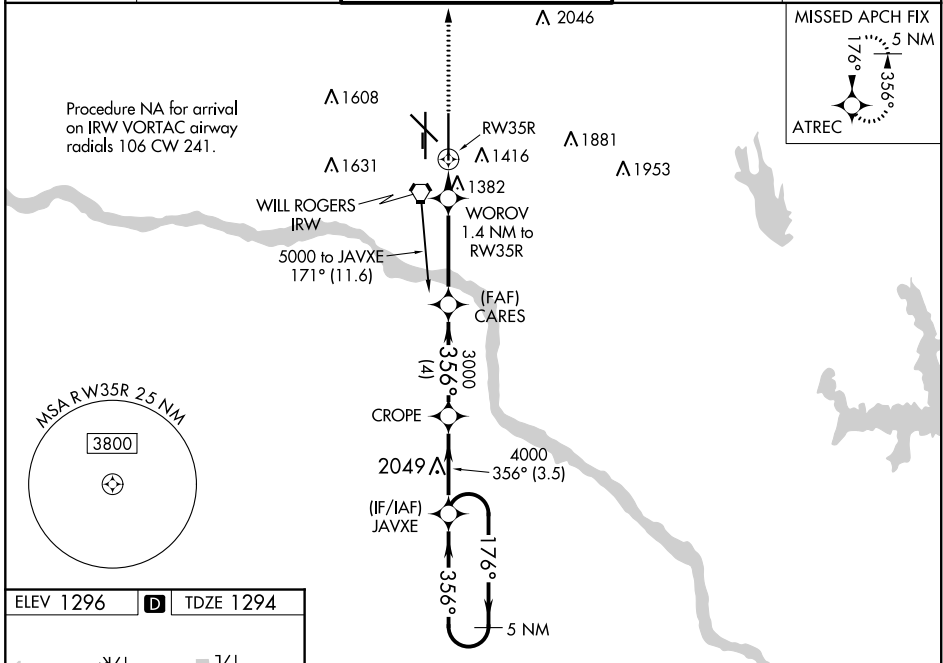 2046
MISSED APCH FIX
5 NM
176°
356°
ATREC
Procedure NA for arrival
on IRW VORTAC airway
radials 106 CW 241.
1608
RW35R
1416
1881
1631
1953
1382
WILL ROGERS
IRW
WOROV
1.4 NM to
RW35R
5000 to JAVXE
171° (11.6)
(FAF)
CARES
3000
356°
(4)
MSA RW35R 25 NM
3800
CROPE
2049
4000
356° (3.5)
(IF/IAF)
JAVXE
176°
356°
5 NM
ELEV 1296 D TDZE 1294